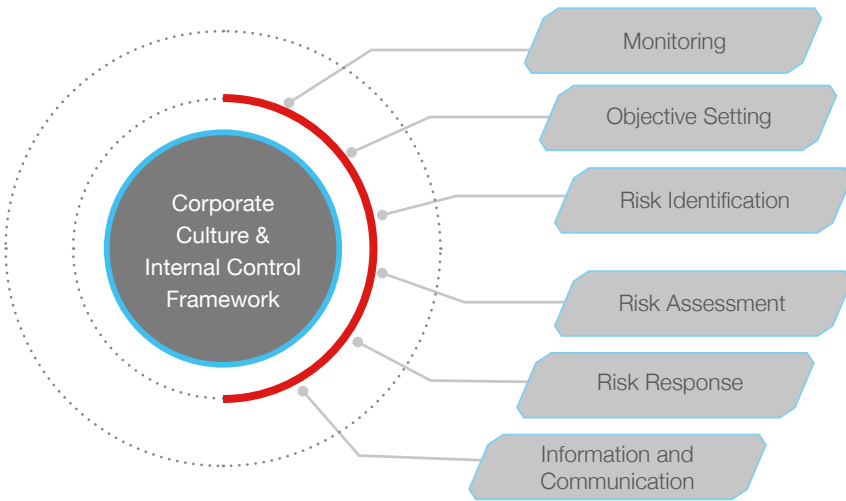 Corporate
Culture &
Internal Control
Framework
Monitoring
Objective Setting
Risk Identification
Risk Assessment
Risk Response
Information and
Communication